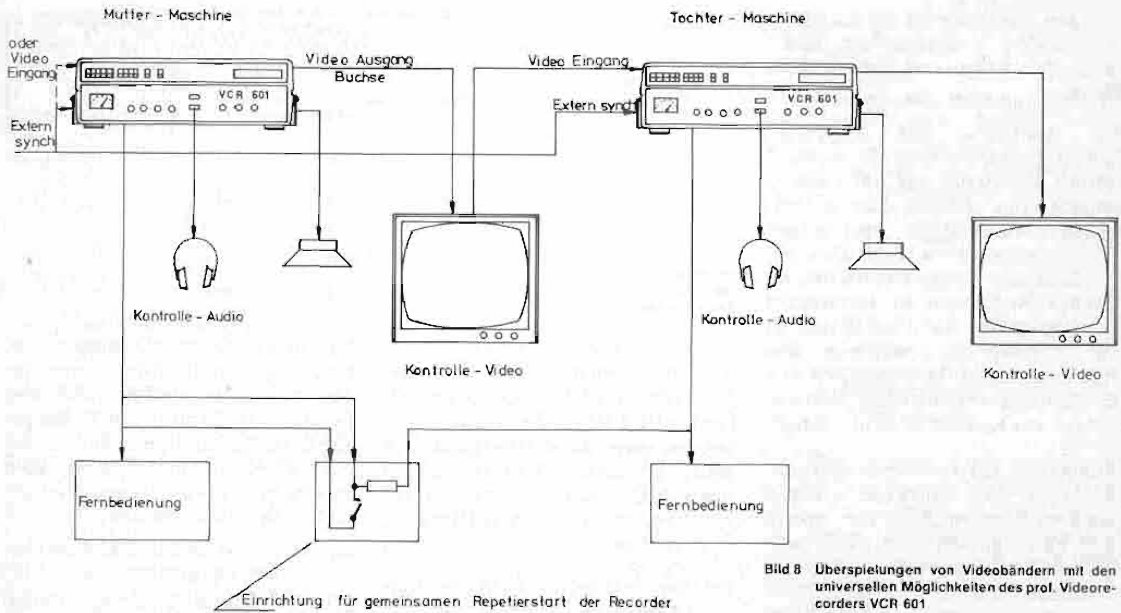 Mutter - Maschine
Tochter - Maschine
oder
Video
Eingang
Extern
synch
VCR 601
Video Ausgang
Buchse
Video Eingang
Extern synch
VCR 601
Kontrolle - Audio
Kontrolle - Video
Kontrolle - Audio
Kontrolle - Video
Fernbedienung
Fernbedienung
Einrichtung für gemeinsamen Repetierstart der Recorder
Bild 8 Überspielungen von Videobändern mit den
universellen Möglichkeiten des prof. Videore-
corders VCR 601